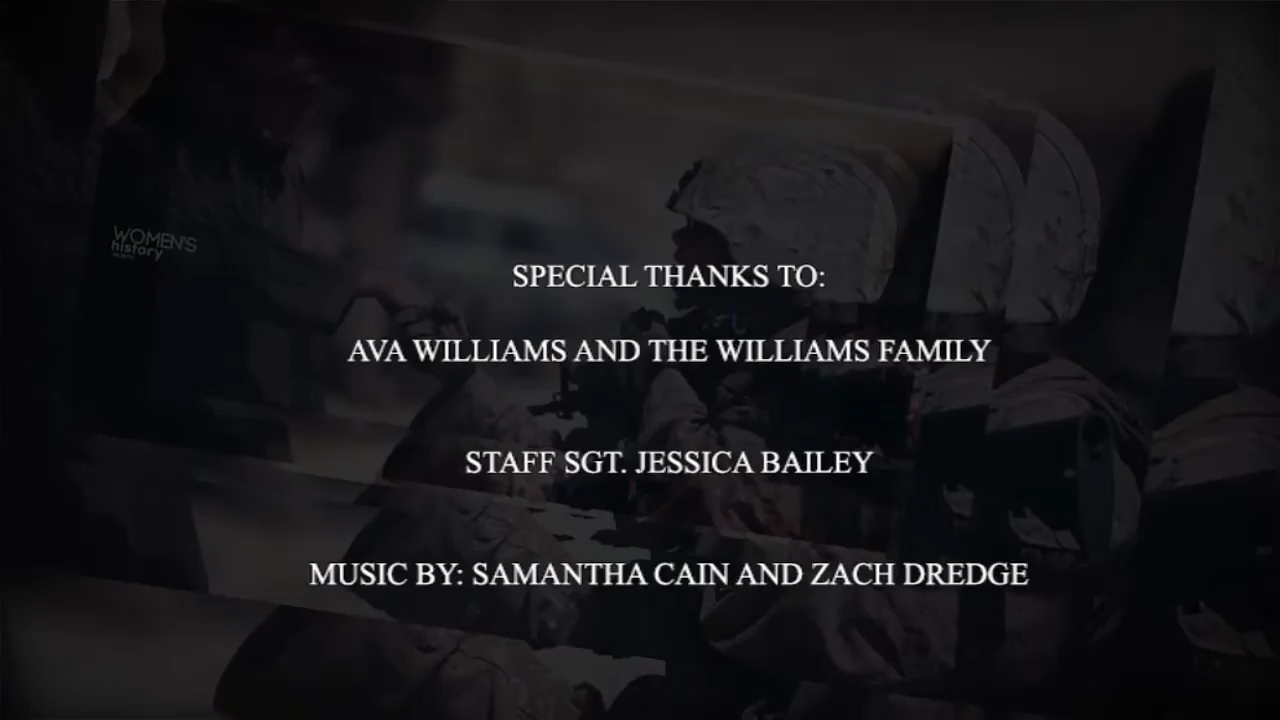 WOMEN'S
history
SPECIAL THANKS TO:
AVA WILLIAMS AND THE WILLIAMS FAMILY
STAFF SGT. JESSICA BAILEY
MUSIC BY: SAMANTHA CAIN AND ZACH DREDGE